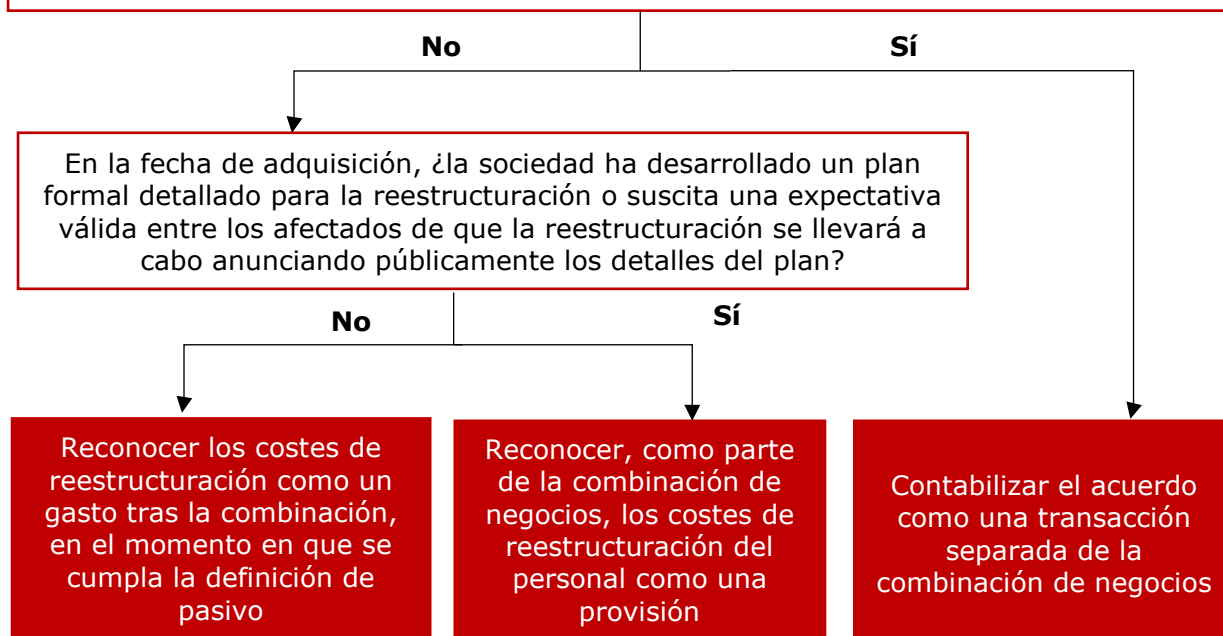 No
Sí
En la fecha de adquisición, ¿la sociedad ha desarrollado un plan
formal detallado para la reestructuración o suscita una expectativa
válida entre los afectados de que la reestructuración se llevará a
cabo anunciando públicamente los detalles del plan?
No
Sí
Reconocer los costes de
reestructuración como un
gasto tras la combinación,
en el momento en que se
cumpla la definición de
pasivo
Reconocer, como parte
de la combinación de
negocios, los costes de
reestructuración del
personal como una
provisión
Contabilizar el acuerdo
como una transacción
separada de la
combinación de negocios